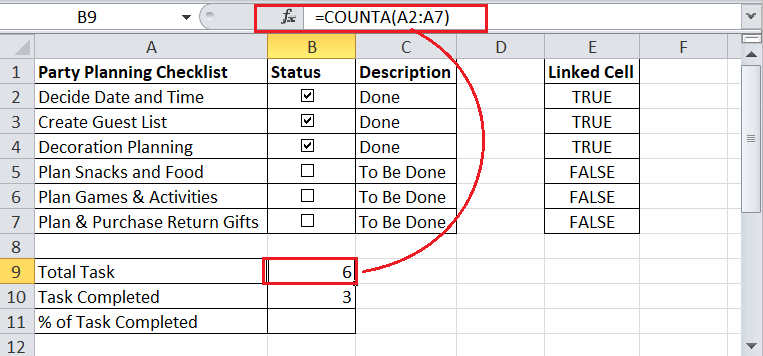 B9 fx =COUNTA(A2:A7)
A B C D E F
1 Party Planning Checklist Status Description Linked Cell
2 Decide Date and Time Done TRUE
3 Create Guest List Done TRUE
4 Decoration Planning Done TRUE
5 Plan Snacks and Food To Be Done FALSE
6 Plan Games & Activities To Be Done FALSE
7 Plan & Purchase Return Gifts To Be Done FALSE
8
9 Total Task 6
10 Task Completed 3
11 % of Task Completed
12